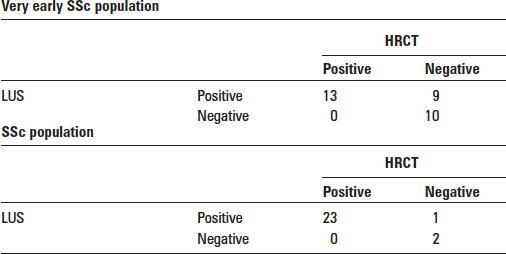 Very early SSc population
HRCT
Positive Negative
LUS Positive 13 9
Negative 0 10
SSc population
HRCT
Positive Negative
LUS Positive 23 1
Negative 0 2